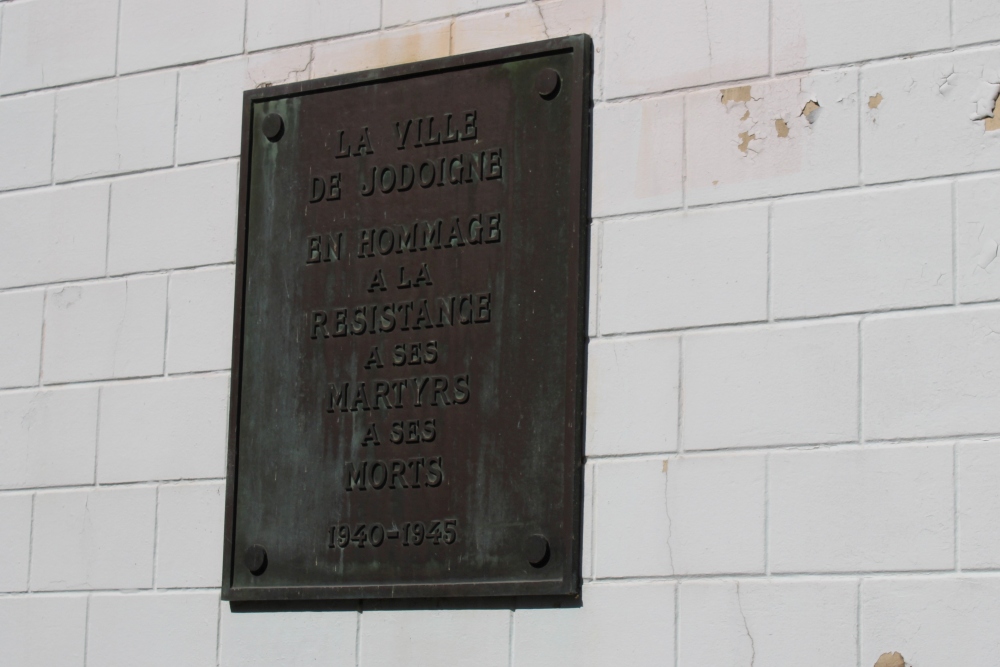 LA VILLE
DE JODOIGNE
EN HOMMAGE
A LA
RESISTANCE
A SES
MARTYRS
A SES
MORTS
1940-1945